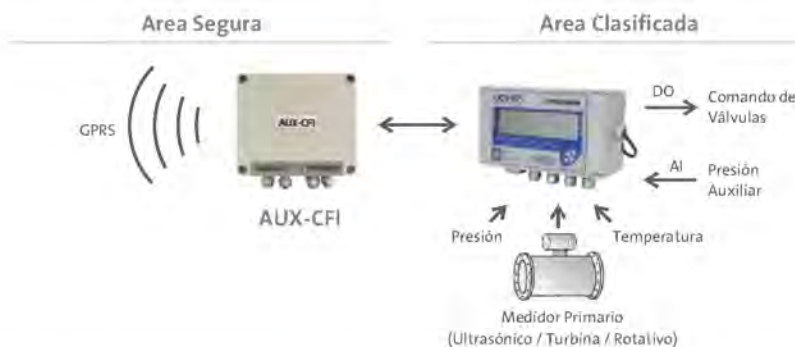 Area Segura
Area Clasificada
GPRS
AUX-CFI
AUX-CFI
DO
Comando de
Válvulas
AI
Presión
Auxiliar
Presión
Temperatura
Medidor Primario
(Ultrasónico / Turbina / Rotativo)